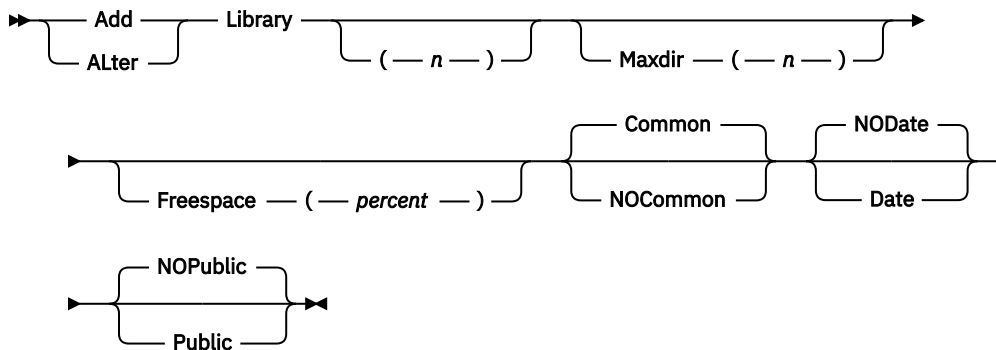 Add Library
ALter ( n ) Maxdir ( n )
Common NODate
Freespace ( percent ) NOCommon Date
NOPublic
Public